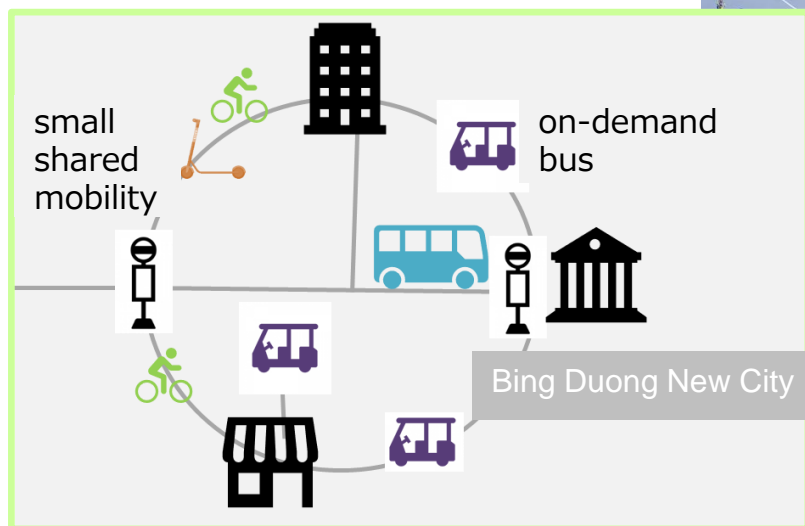 small
shared
mobility
on-demand
bus
Bing Duong New City